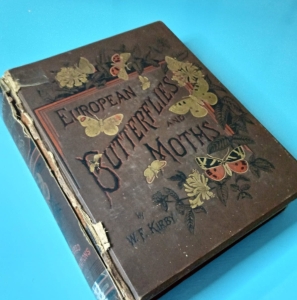 EUROPEAN
BUTTERFLIES
AND
MOTHS
BY
W. F. KIRBY